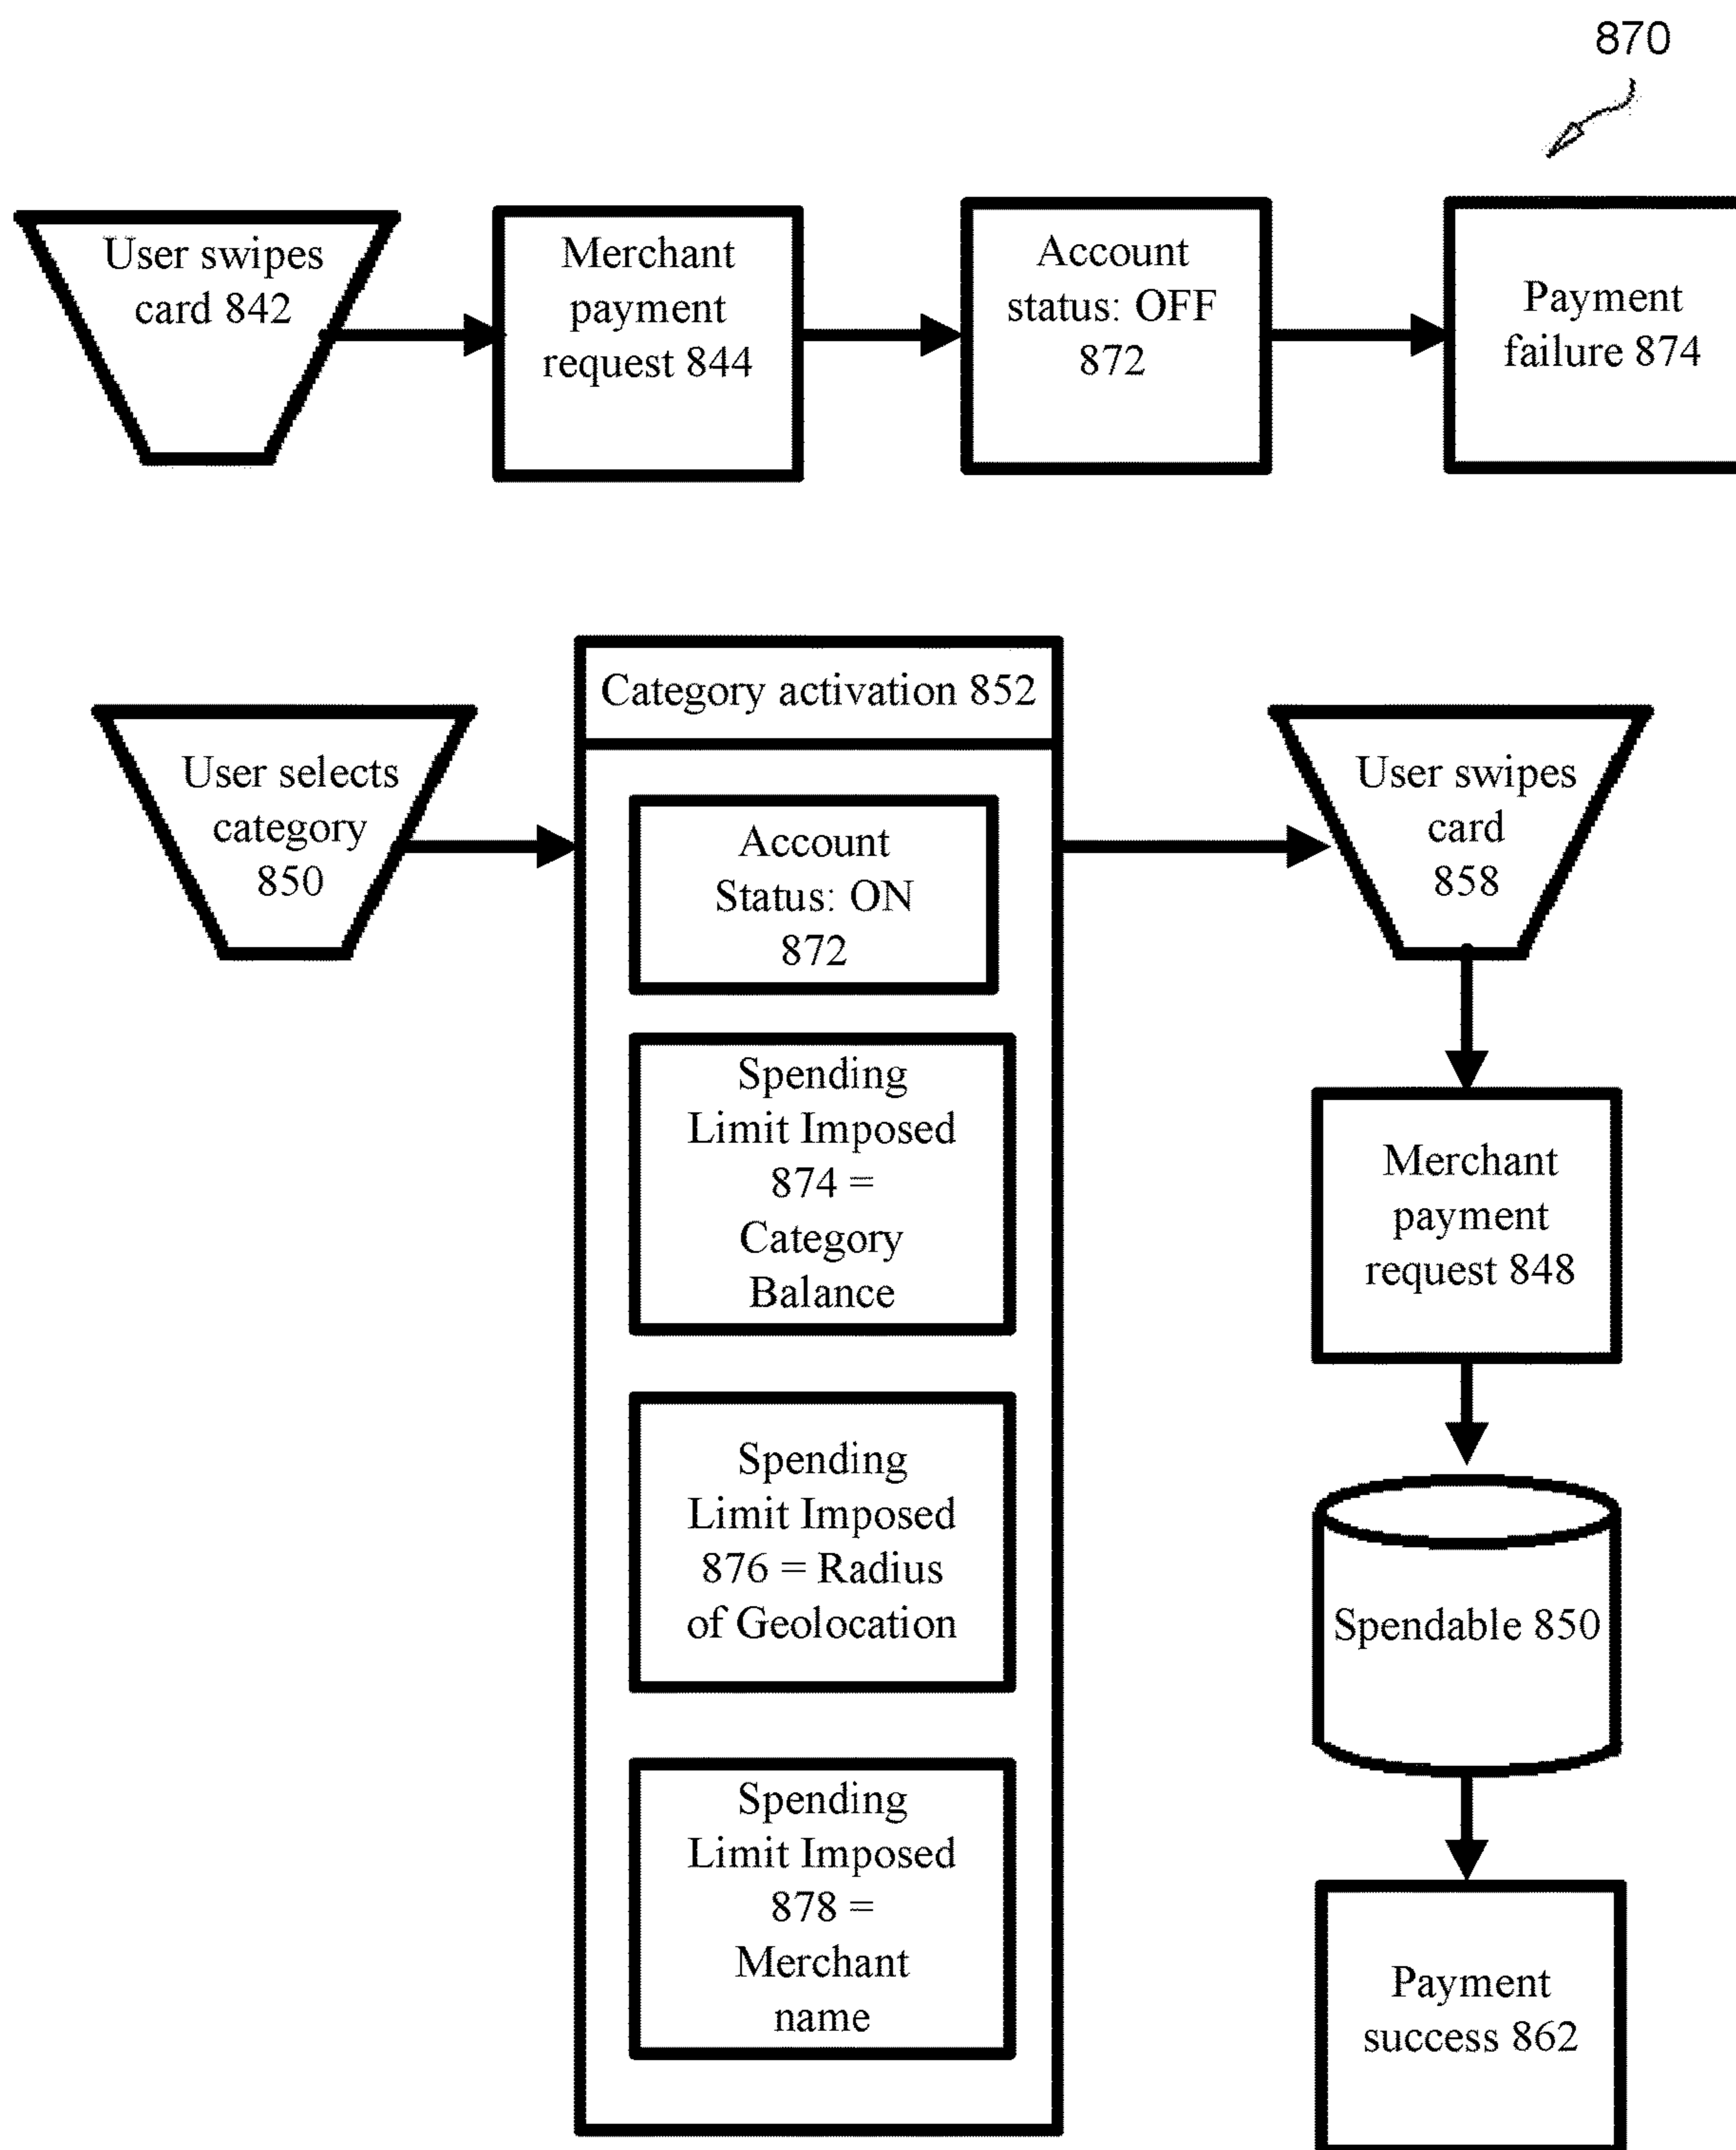 870
User swipes
card 842
Merchant
payment
request 844
Account
status: OFF
872
Payment
failure 874
User selects
category
850
Category activation 852
Account
Status: ON
872
Spending
Limit Imposed
874 =
Category
Balance
Spending
Limit Imposed
876 = Radius
of Geolocation
Spending
Limit Imposed
878 =
Merchant
name
User swipes
card
858
Merchant
payment
request 848
Spendable 850
Payment
success 862